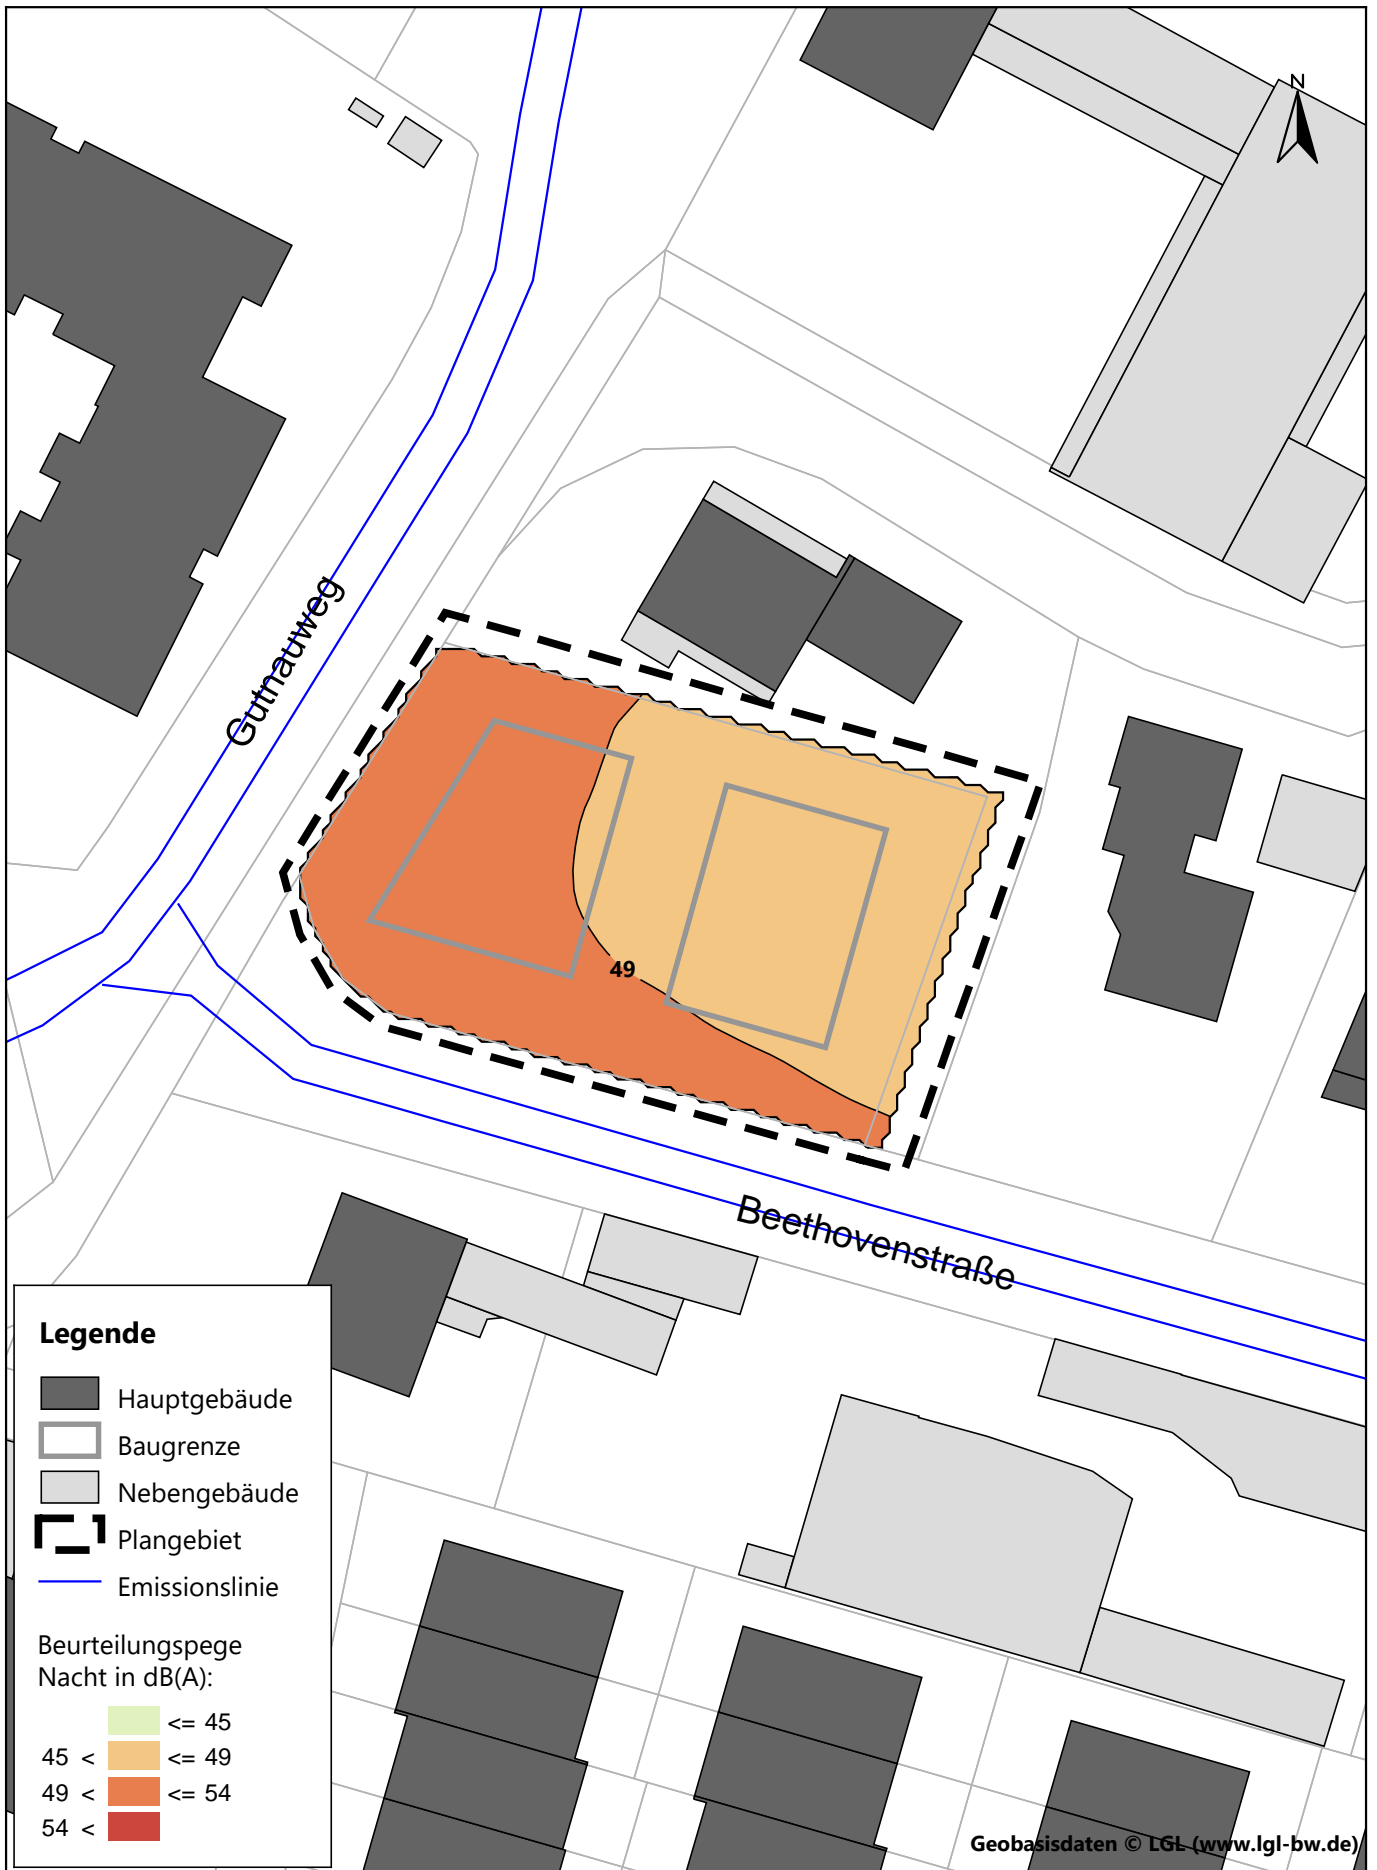 N
Gutnauweg
49
Beethovenstraße
Legende
Hauptgebäude
Baugrenze
Nebengebäude
Plangebiet
Emissionslinie
Beurteilungspege
Nacht in dB(A):
<= 45
45 < <= 49
49 < <= 54
54 <
Geobasisdaten © LGL (www.lgl-bw.de)